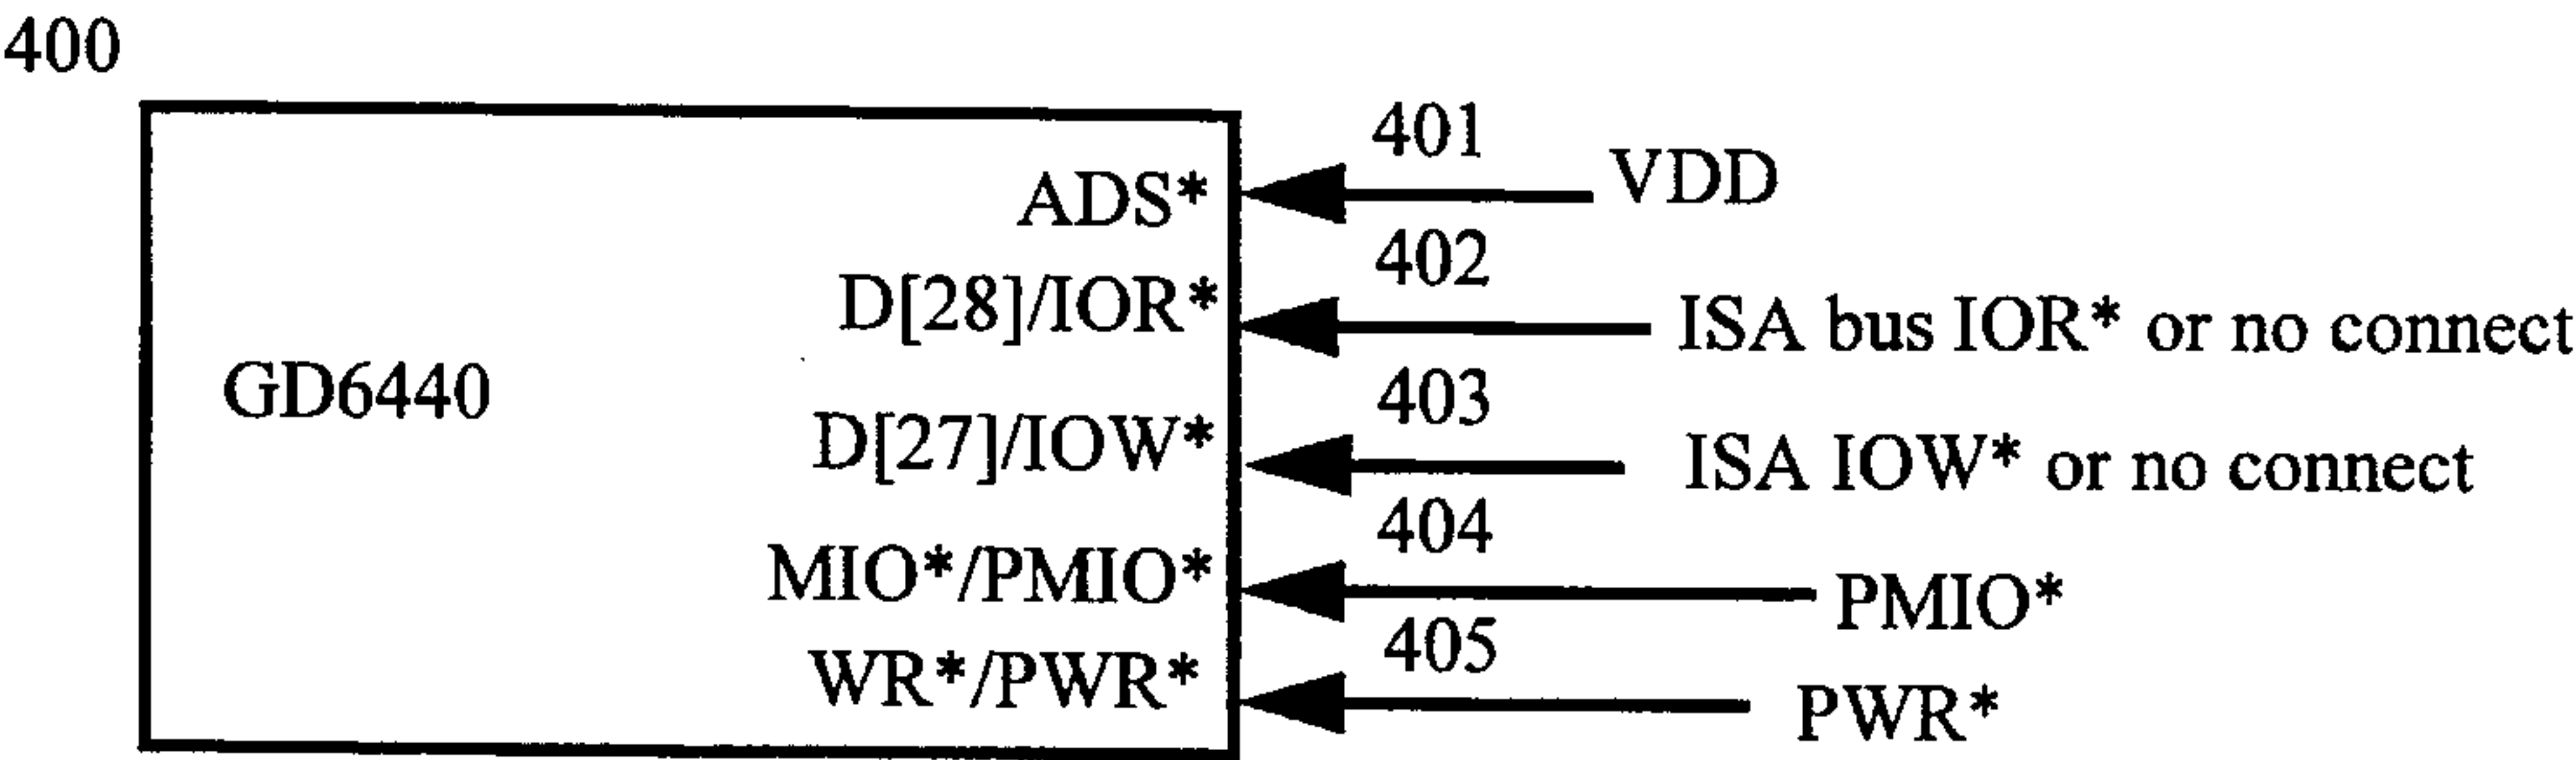 400
401
ADS* VDD
402
D[28]/IOR* ISA bus IOR* or no connect
GD6440
403
D[27]/IOW* ISA IOW* or no connect
404
MIO*/PMIO* PMIO*
405
WR*/PWR* PWR*